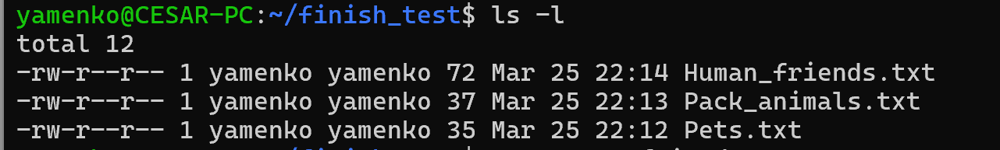 yamenko@CESAR-PC:~/finish_test$ ls -l
total 12
-rw-r--r-- 1 yamenko yamenko 72 Mar 25 22:14 Human_friends.txt
-rw-r--r-- 1 yamenko yamenko 37 Mar 25 22:13 Pack_animals.txt
-rw-r--r-- 1 yamenko yamenko 35 Mar 25 22:12 Pets.txt